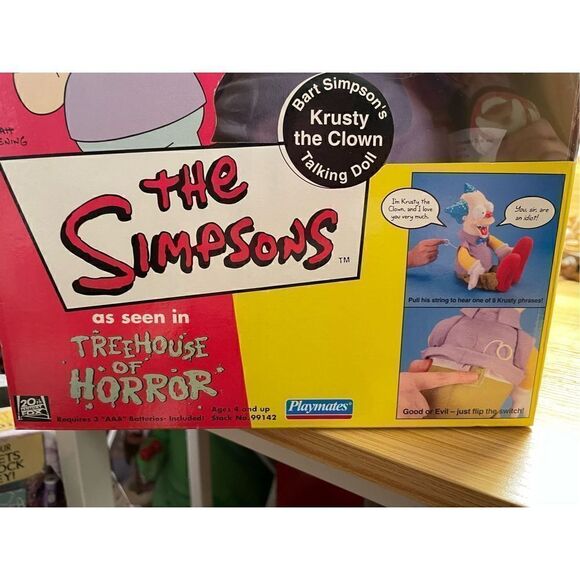 Bart Simpson's
Krusty
the Clown
Talking Doll
THE
SIMPSONS
TM
as seen in
TREEHOUSE
OF
HORROR
Requires 3 "AAA" Batteries- Included!
Ages 4 and up
Stock No. 99142
Playmates
I'm Krusty the
Clown, and I love
you very much.
You, sir, are
an idiot!
Pull his string to hear one of 8 Krusty phrases!
Good or Evil – just flip the switch!